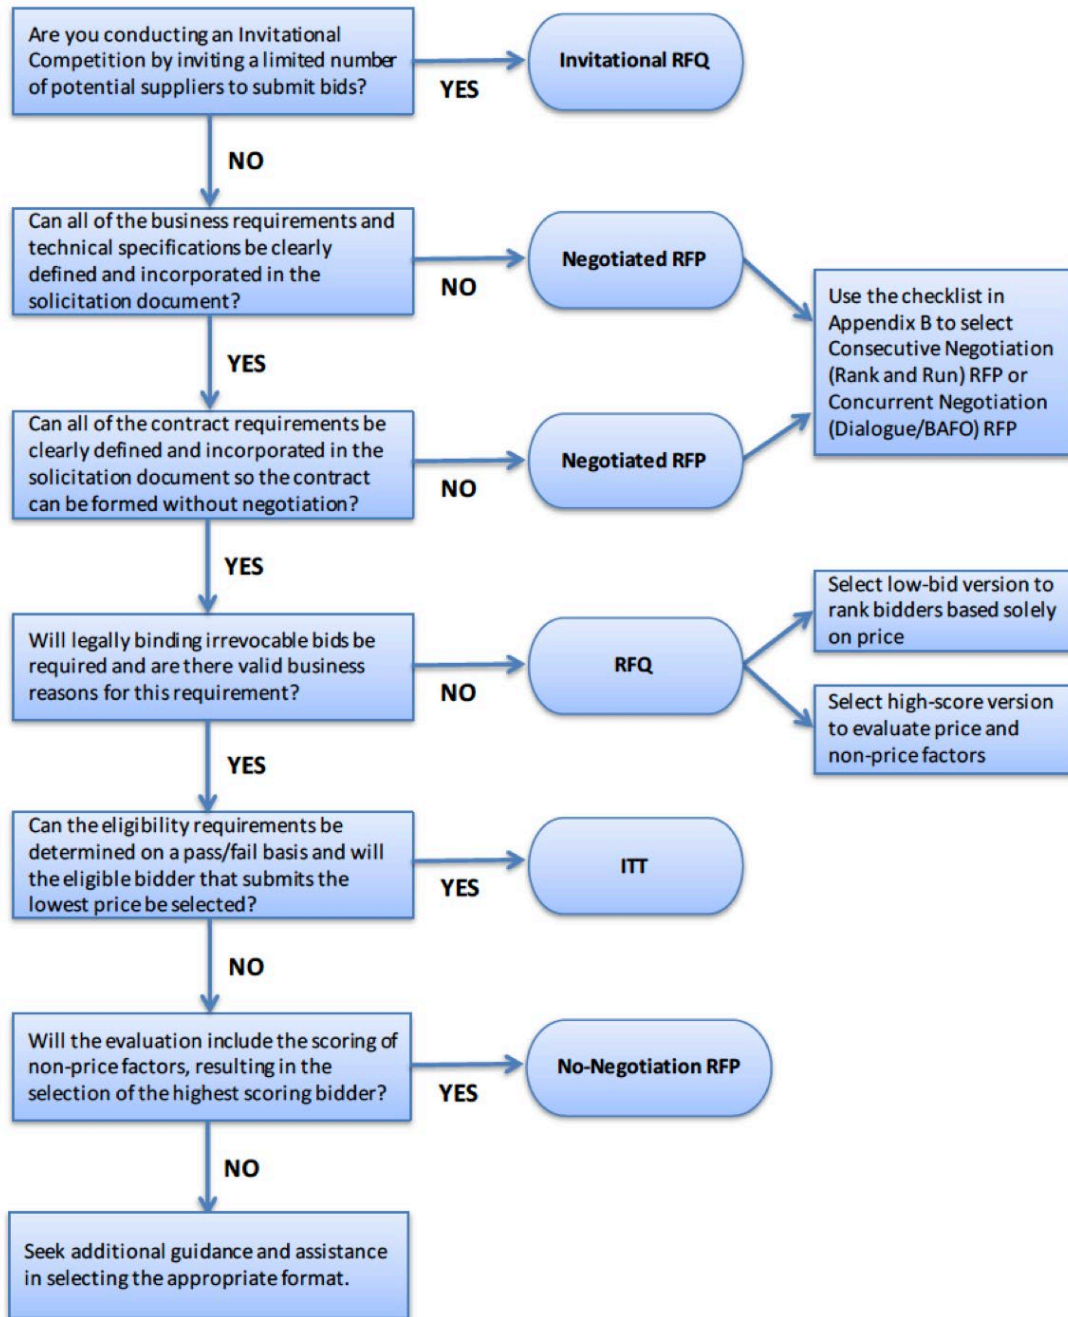 Are you conducting an Invitational
Competition by inviting a limited number
of potential suppliers to submit bids?
YES
Invitational RFQ
NO
Can all of the business requirements and
technical specifications be clearly
defined and incorporated in the
solicitation document?
NO
Negotiated RFP
Use the checklist in
Appendix B to select
Consecutive Negotiation
(Rank and Run) RFP or
Concurrent Negotiation
(Dialogue/BAFO) RFP
YES
Can all of the contract requirements be
clearly defined and incorporated in the
solicitation document so the contract
can be formed without negotiation?
NO
Negotiated RFP
YES
Will legally binding irrevocable bids be
required and are there valid business
reasons for this requirement?
NO
RFQ
Select low-bid version to
rank bidders based solely
on price
Select high-score version
to evaluate price and
non-price factors
YES
Can the eligibility requirements be
determined on a pass/fail basis and will
the eligible bidder that submits the
lowest price be selected?
YES
ITT
NO
Will the evaluation include the scoring of
non-price factors, resulting in the
selection of the highest scoring bidder?
YES
No-Negotiation RFP
NO
Seek additional guidance and assistance
in selecting the appropriate format.